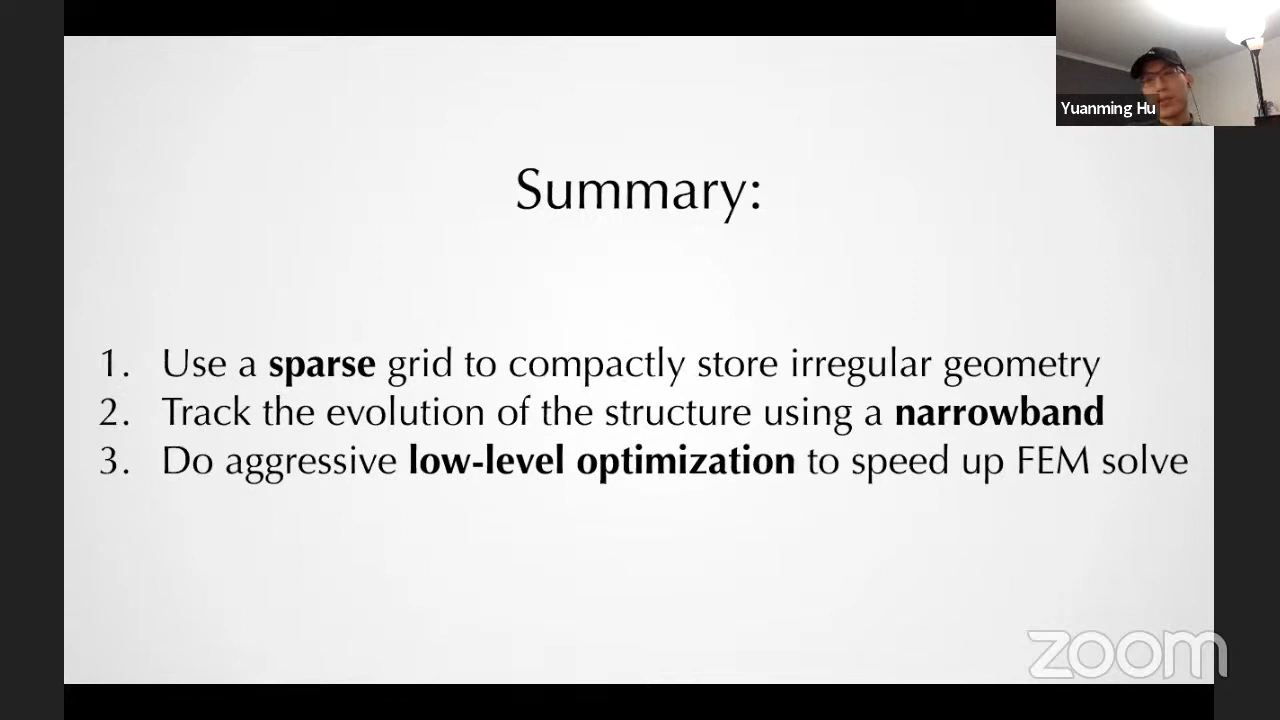 Yuanming Hu
Summary:
1. Use a sparse grid to compactly store irregular geometry
2. Track the evolution of the structure using a narrowband
3. Do aggressive low-level optimization to speed up FEM solve
zoom